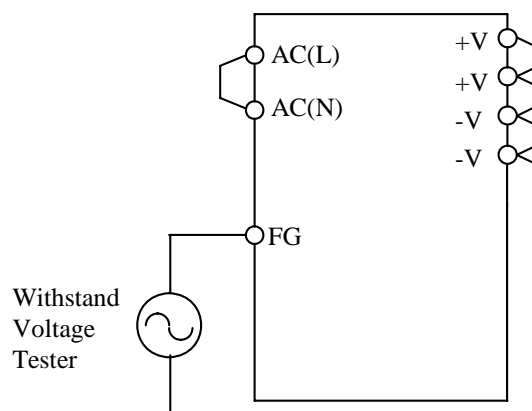 AC(L)
AC(N)
+V
+V
-V
-V
FG
Withstand
Voltage
Tester